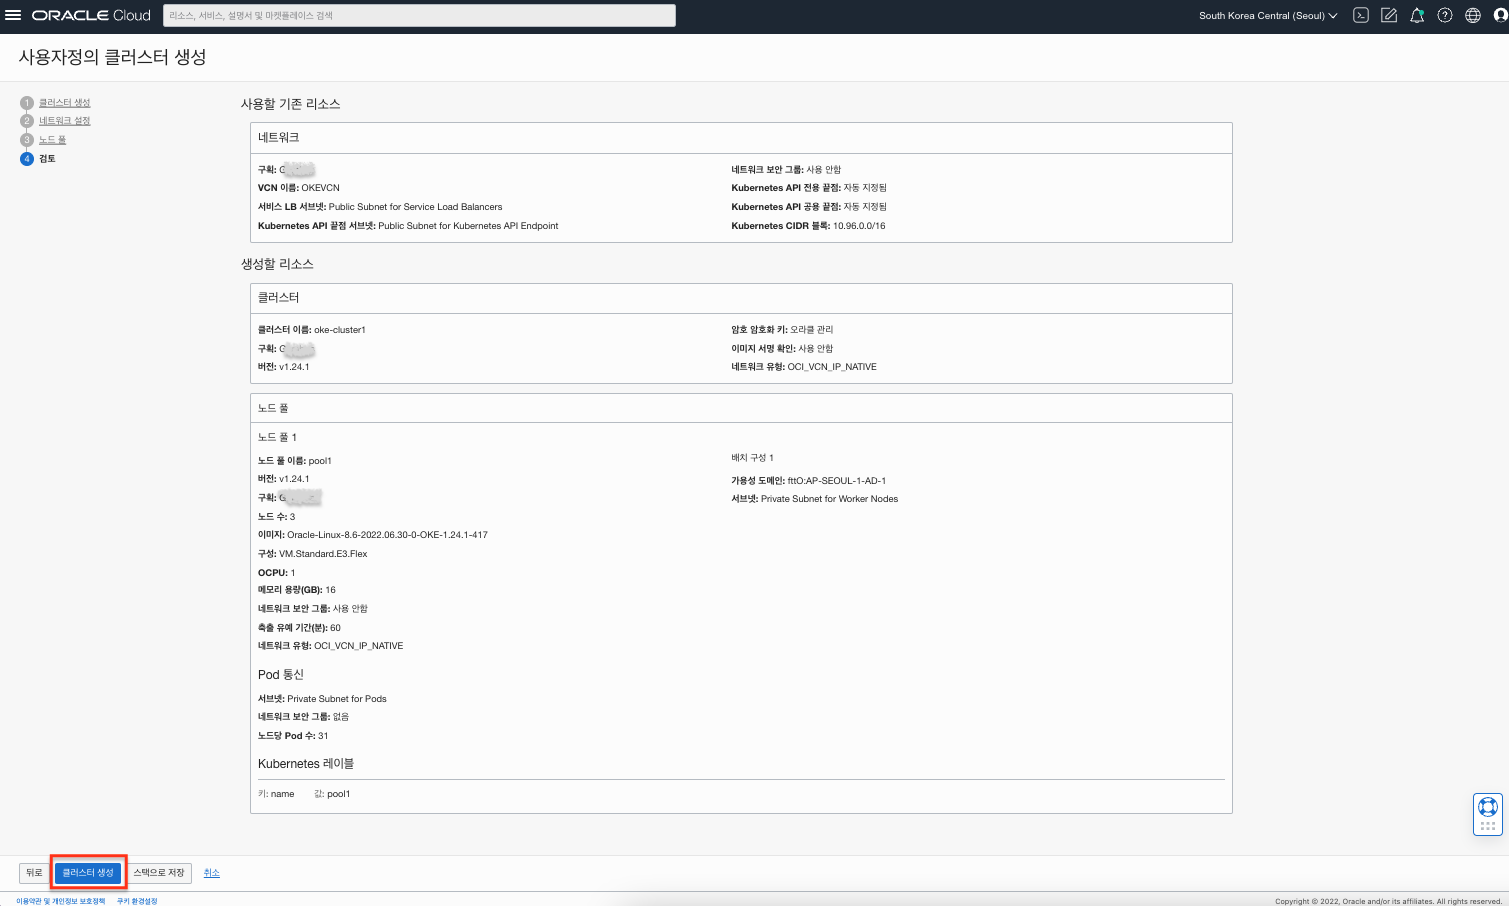 ORACLE Cloud
리소스, 서비스, 설명서 및 마켓플레이스 검색
South Korea Central (Seoul)
사용자정의 클러스터 생성
1 클러스터 생성
2 네트워크 설정
3 노드 풀
4 검토
사용할 기존 리소스
네트워크
구획:
VCN 이름: OKEVCN
서비스 LB 서브넷: Public Subnet for Service Load Balancers
Kubernetes API 끝점 서브넷: Public Subnet for Kubernetes API Endpoint
네트워크 보안 그룹: 사용 안함
Kubernetes API 전용 끝점: 자동 지정됨
Kubernetes API 공용 끝점: 자동 지정됨
Kubernetes CIDR 블록: 10.96.0.0/16
생성할 리소스
클러스터
클러스터 이름: oke-cluster1
구획:
버전: v1.24.1
암호 암호화 키: 오라클 관리
이미지 서명 확인: 사용 안함
네트워크 유형: OCI_VCN_IP_NATIVE
노드 풀
노드 풀 1
노드 풀 이름: pool1
버전: v1.24.1
구획:
노드 수: 3
이미지: Oracle-Linux-8.6-2022.06.30-0-OKE-1.24.1-417
구성: VM.Standard.E3.Flex
OCPU: 1
메모리 용량(GB): 16
네트워크 보안 그룹: 사용 안함
축출 유예 기간(분): 60
네트워크 유형: OCI_VCN_IP_NATIVE
배치 구성 1
가용성 도메인: fttO:AP-SEOUL-1-AD-1
서브넷: Private Subnet for Worker Nodes
Pod 통신
서브넷: Private Subnet for Pods
네트워크 보안 그룹: 없음
노드당 Pod 수: 31
Kubernetes 레이블
키: name 값: pool1
뒤로 클러스터 생성 스택으로 저장 취소
이용약관 및 개인정보 보호정책 쿠키 환경설정
Copyright © 2022, Oracle and/or its affiliates. All rights reserved.